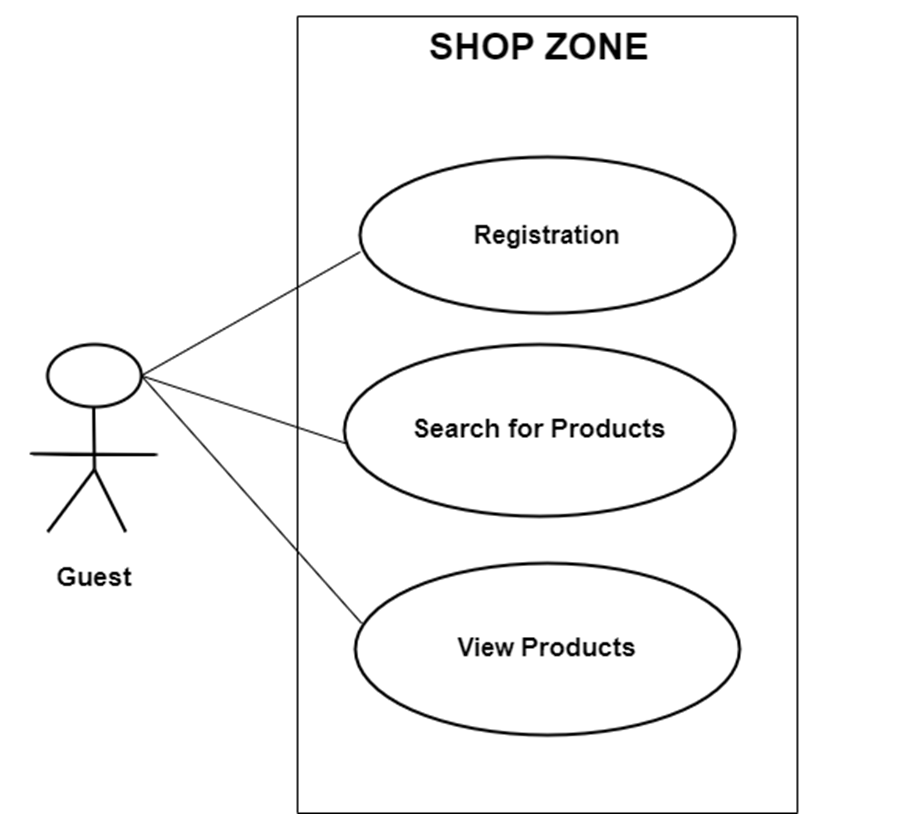 SHOP ZONE
Registration
Search for Products
View Products
Guest